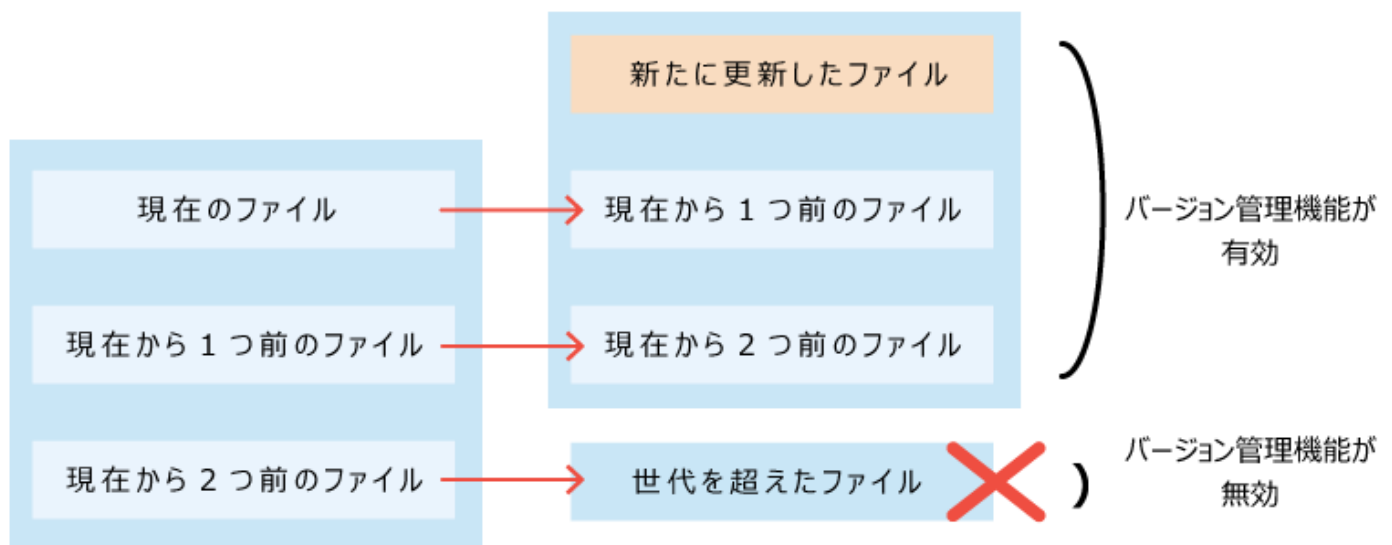 新たに更新したファイル
現在のファイル
現在から1つ前のファイル
バージョン管理機能が
有効
現在から1つ前のファイル
現在から2つ前のファイル
現在から2つ前のファイル
世代を超えたファイル
バージョン管理機能が
無効